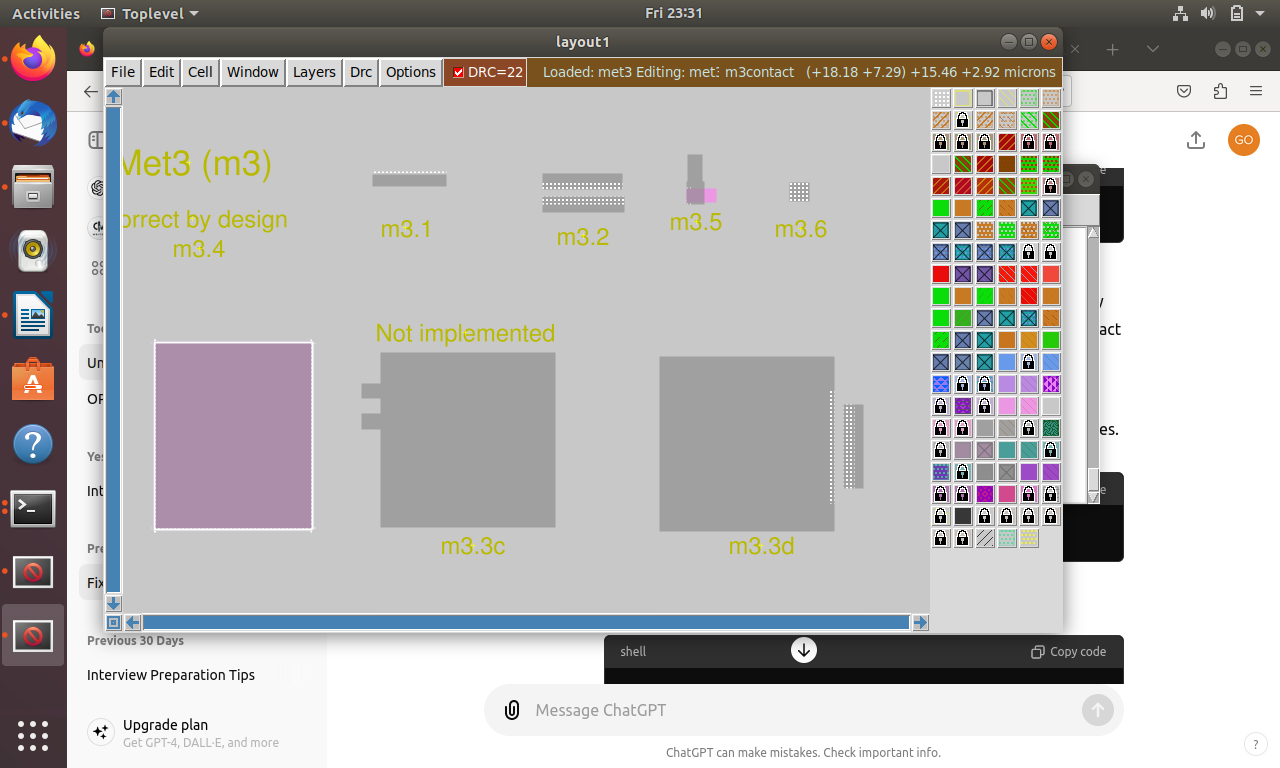 Activities
Toplevel
Fri 23:31
layout1
File
Edit
Cell
Window
Layers
Drc
Options
DRC=22
Loaded: met3 Editing: met3 m3contact (+18.18 +7.29) +15.46 +2.92 microns
Met3 (m3)
orrect by design
m3.4
m3.1
m3.2
m3.5
m3.6
Not implemented
m3.3c
m3.3d
GO
To
Un
OP
Ye
Int
Pre
Fix
act
es.
Previous 30 Days
Interview Preparation Tips
Upgrade plan
Get GPT-4, DALL·E, and more
shell
Copy code
Message ChatGPT
ChatGPT can make mistakes. Check important info.
?